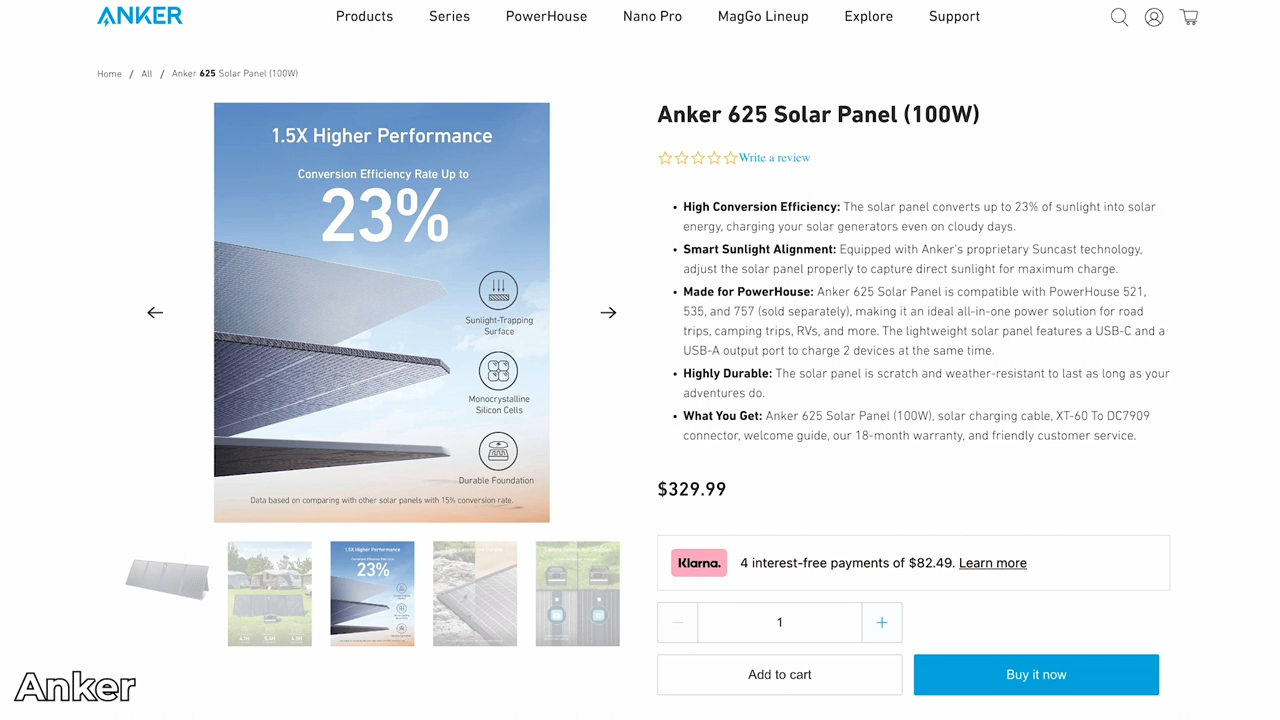 ANKER
Products Series PowerHouse Nano Pro MagGo Lineup Explore Support
Home / All / Anker 625 Solar Panel (100W)
1.5X Higher Performance
Conversion Efficiency Rate Up to
23%
Sunlight-Trapping
Surface
Monocrystalline
Silicon Cells
Durable Foundation
Data based on comparing with other solar panels with 15% conversion rate.
1.5X Higher Performance
23%
Anker 625 Solar Panel (100W)
Write a review
• High Conversion Efficiency: The solar panel converts up to 23% of sunlight into solar
energy, charging your solar generators even on cloudy days.
• Smart Sunlight Alignment: Equipped with Anker's proprietary Suncast technology,
adjust the solar panel properly to capture direct sunlight for maximum charge.
• Made for PowerHouse: Anker 625 Solar Panel is compatible with PowerHouse 521,
535, and 757 (sold separately), making it an ideal all-in-one power solution for road
trips, camping trips, RVs, and more. The lightweight solar panel features a USB-C and a
USB-A output port to charge 2 devices at the same time.
• Highly Durable: The solar panel is scratch and weather-resistant to last as long as your
adventures do.
• What You Get: Anker 625 Solar Panel (100W), solar charging cable, XT-60 To DC7909
connector, welcome guide, our 18-month warranty, and friendly customer service.
$329.99
Klarna. 4 interest-free payments of $82.49. Learn more
1
Add to cart
Buy it now
Anker